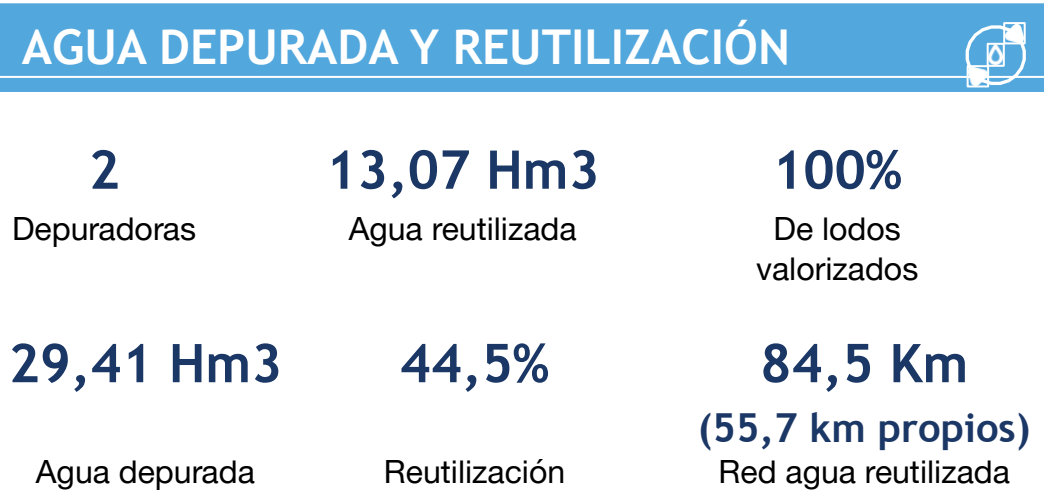 AGUA DEPURADA Y REUTILIZACIÓN
2
Depuradoras
13,07 Hm3
Agua reutilizada
100%
De lodos
valorizados
29,41 Hm3
Agua depurada
44,5%
Reutilización
84,5 Km
(55,7 km propios)
Red agua reutilizada